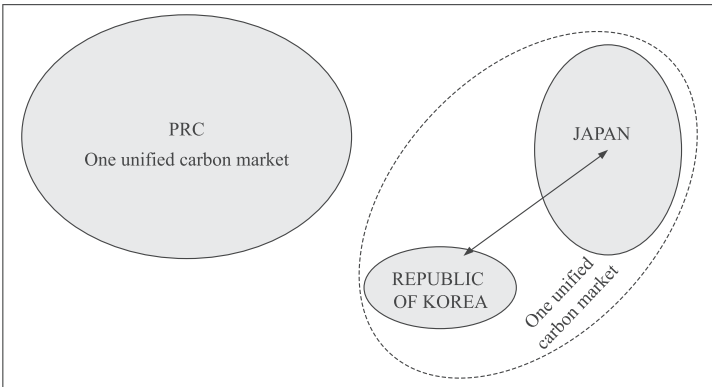 PRC
One unified carbon market
JAPAN
REPUBLIC
OF KOREA
One unified
carbon market